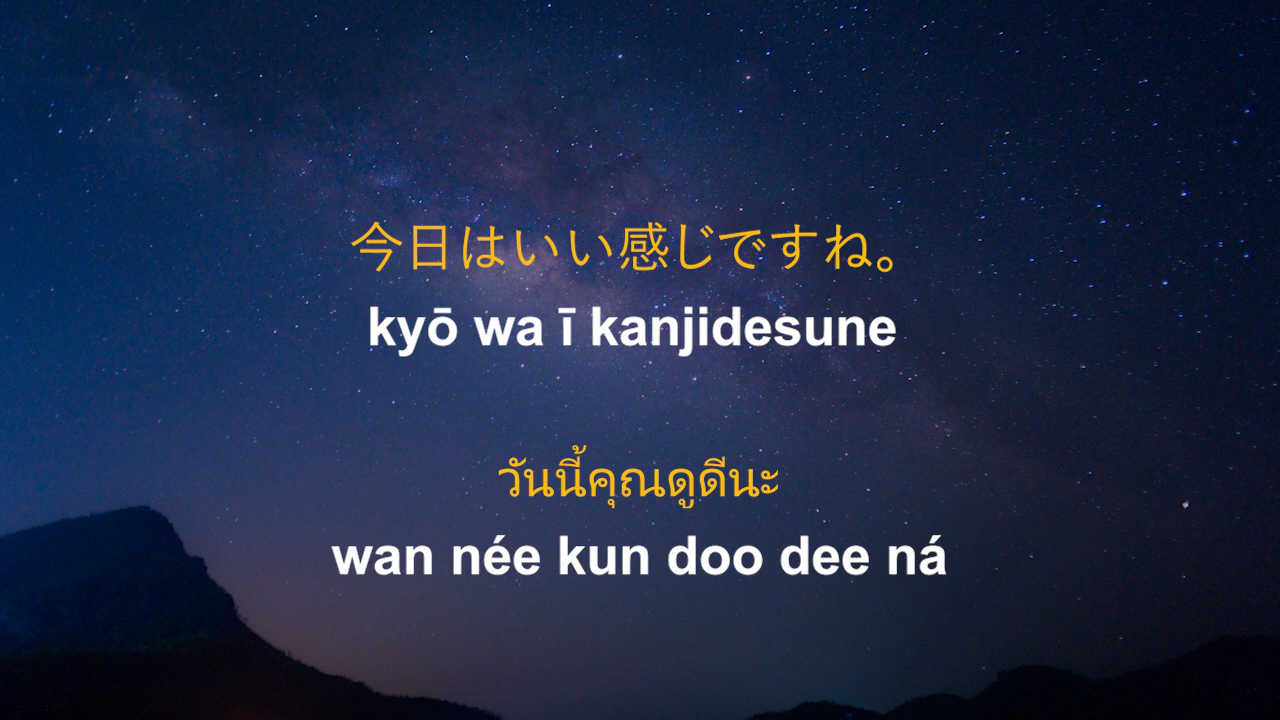 今日はいい感じですね。
kyō wa ī kanjidesune
วันนี้คุณดูดีนะ
wan née kun doo dee ná